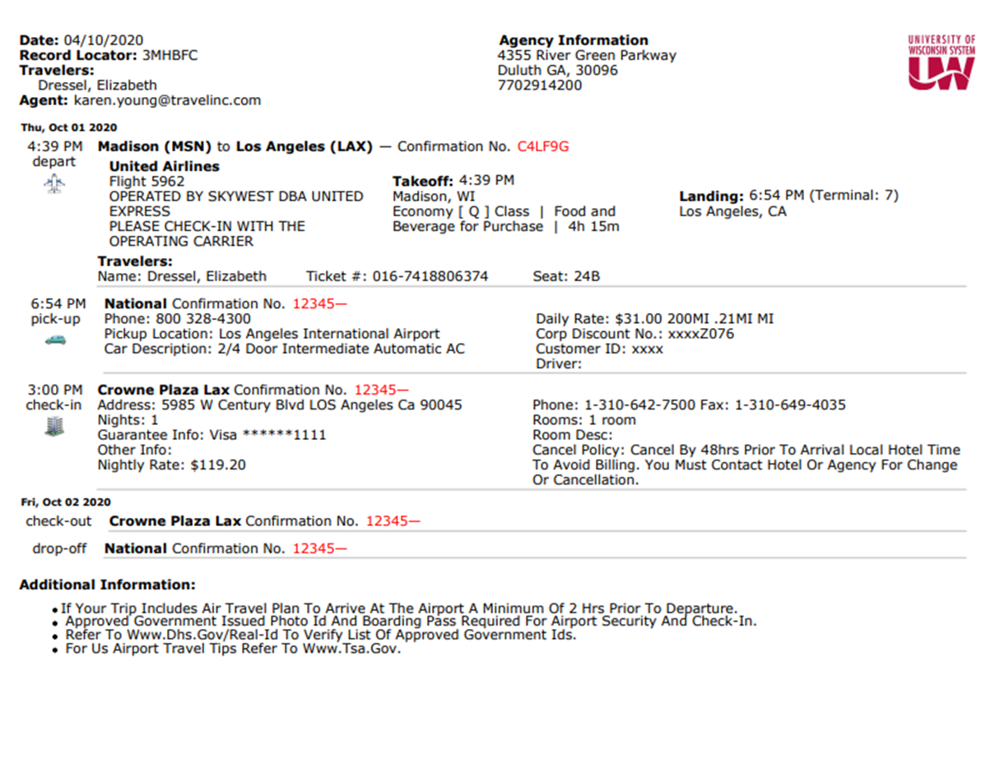 Date: 04/10/2020
Record Locator: 3MHBFC
Travelers:
Dressel, Elizabeth
Agent: karen.young@travelinc.com
Agency Information
4355 River Green Parkway
Duluth GA, 30096
7702914200
UNIVERSITY OF
WISCONSIN SYSTEM
UW
Thu, Oct 01 2020
4:39 PM
depart
Madison (MSN) to Los Angeles (LAX) — Confirmation No. C4LF9G
United Airlines
Flight 5962
OPERATED BY SKYWEST DBA UNITED
EXPRESS
PLEASE CHECK-IN WITH THE
OPERATING CARRIER
Takeoff: 4:39 PM
Madison, WI
Economy [ Q ] Class | Food and
Beverage for Purchase | 4h 15m
Landing: 6:54 PM (Terminal: 7)
Los Angeles, CA
Travelers:
Name: Dressel, Elizabeth Ticket #: 016-7418806374 Seat: 24B
6:54 PM
pick-up
National Confirmation No. 12345—
Phone: 800 328-4300
Pickup Location: Los Angeles International Airport
Car Description: 2/4 Door Intermediate Automatic AC
Daily Rate: $31.00 200MI .21MI MI
Corp Discount No.: xxxxZ076
Customer ID: xxxx
Driver:
3:00 PM
check-in
Crowne Plaza Lax Confirmation No. 12345—
Address: 5985 W Century Blvd LOS Angeles Ca 90045
Nights: 1
Guarantee Info: Visa ******1111
Other Info:
Nightly Rate: $119.20
Phone: 1-310-642-7500 Fax: 1-310-649-4035
Rooms: 1 room
Room Desc:
Cancel Policy: Cancel By 48hrs Prior To Arrival Local Hotel Time
To Avoid Billing. You Must Contact Hotel Or Agency For Change
Or Cancellation.
Fri, Oct 02 2020
check-out Crowne Plaza Lax Confirmation No. 12345—
drop-off National Confirmation No. 12345—
Additional Information:
• If Your Trip Includes Air Travel Plan To Arrive At The Airport A Minimum Of 2 Hrs Prior To Departure.
• Approved Government Issued Photo Id And Boarding Pass Required For Airport Security And Check-In.
• Refer To Www.Dhs.Gov/Real-Id To Verify List Of Approved Government Ids.
• For Us Airport Travel Tips Refer To Www.Tsa.Gov.